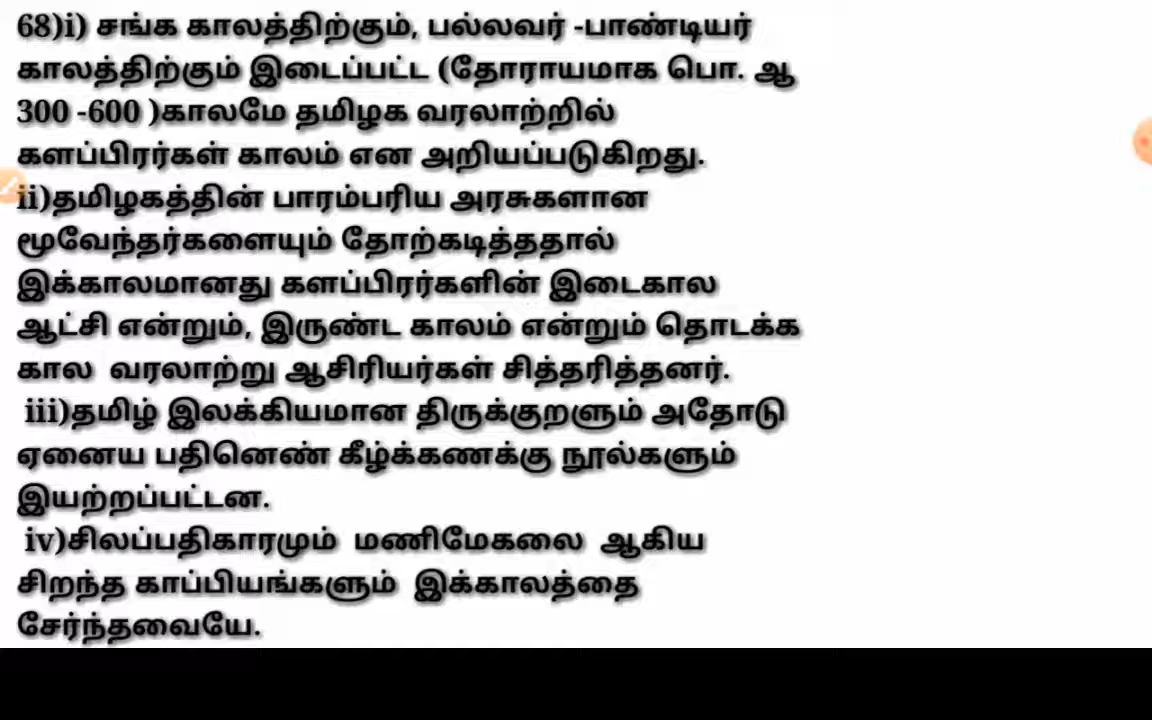 68)i) சங்க காலத்திற்கும், பல்லவர் -பாண்டியர்
காலத்திற்கும் இடைப்பட்ட (தோராயமாக பொ. ஆ
300 -600 )காலமே தமிழக வரலாற்றில்
களப்பிரர்கள் காலம் என அறியப்படுகிறது.
ii)தமிழகத்தின் பாரம்பரிய அரசுகளான
மூவேந்தர்களையும் தோற்கடித்ததால்
இக்காலமானது களப்பிரர்களின் இடைகால
ஆட்சி என்றும், இருண்ட காலம் என்றும் தொடக்க
கால  வரலாற்று ஆசிரியர்கள் சித்தரித்தனர்.
iii)தமிழ் இலக்கியமான திருக்குறளும் அதோடு
ஏனைய பதினெண் கீழ்க்கணக்கு நூல்களும்
இயற்றப்பட்டன.
iv)சிலப்பதிகாரமும்  மணிமேகலை  ஆகிய
சிறந்த காப்பியங்களும்  இக்காலத்தை
சேர்ந்தவையே.